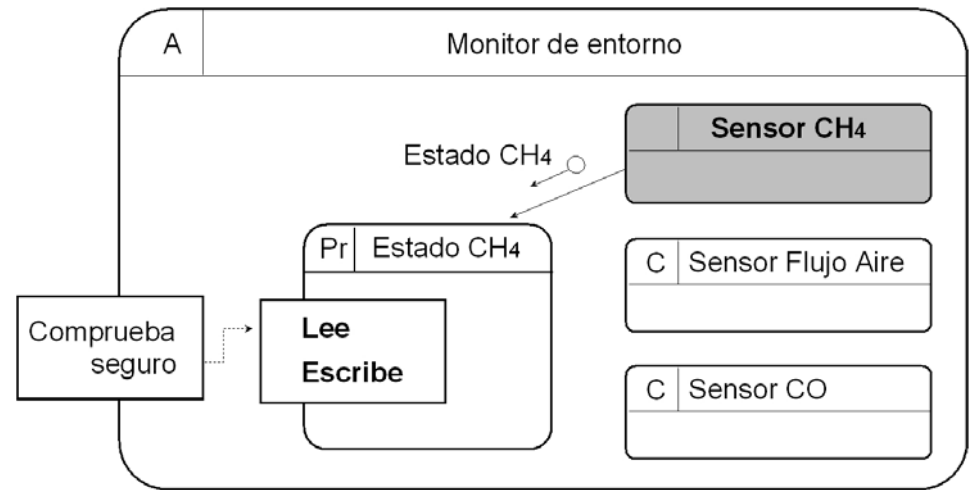 A
Monitor de entorno
Sensor CH4
Estado CH4
Pr
Estado CH4
C
Sensor Flujo Aire
Comprueba
seguro
Lee
Escribe
C
Sensor CO